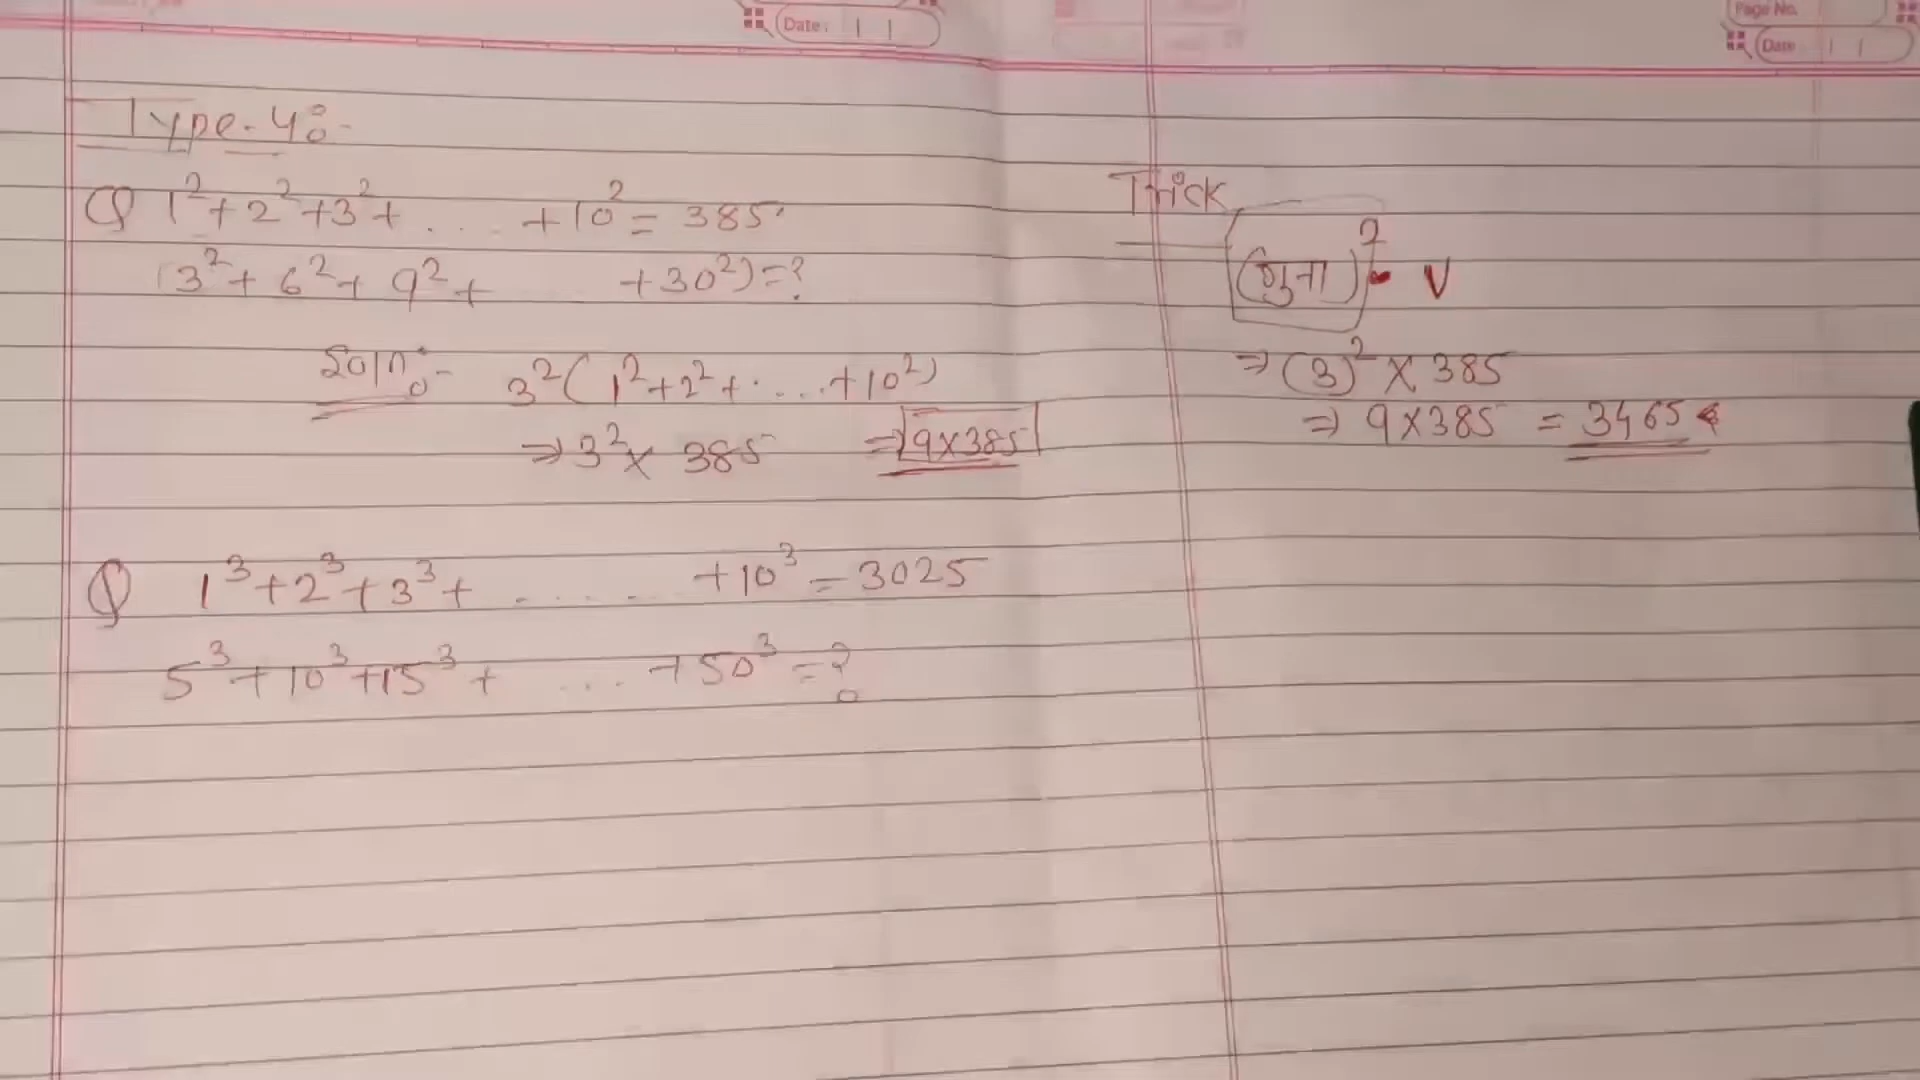 Date:
Page No.
Date
Type-4:-
Q 1²+2²+3²+ .... +10² = 385
(3²+6²+9²+ +30²)=?
Soln:- 3²(1²+2²+.....+10²)
⇒3²× 385 ⇒9×385
Q 1³+2³+3³+ ...... +10³ = 3025
5³+10³+15³+ .... +50³ = ?
Trick
(गुना)² V
⇒ (3)² × 385
⇒ 9×385 = 3465